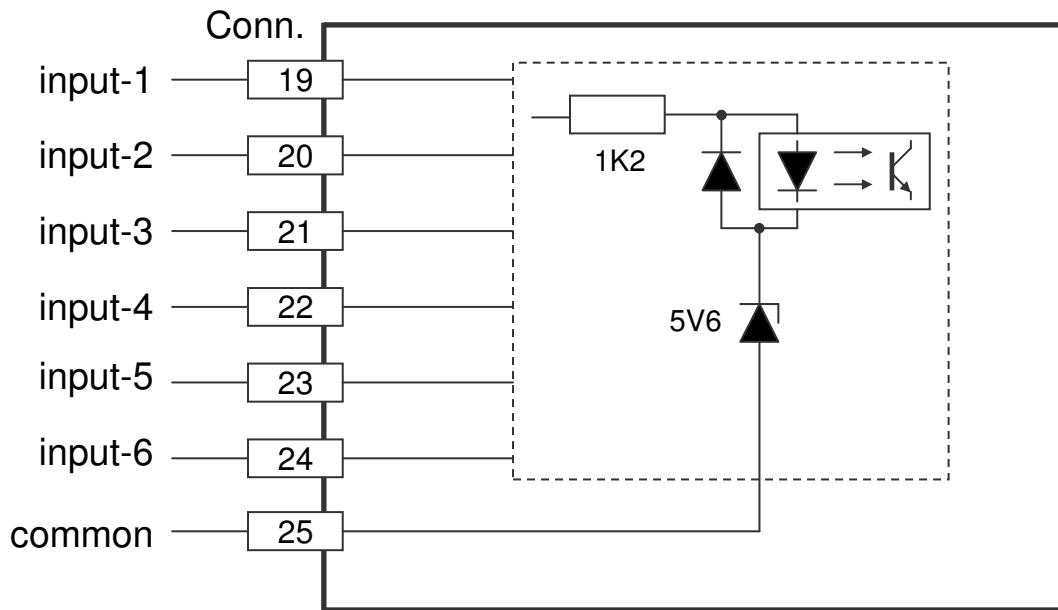 Conn.
input-1 19
input-2 20
input-3 21
input-4 22
input-5 23
input-6 24
common 25
1K2
5V6